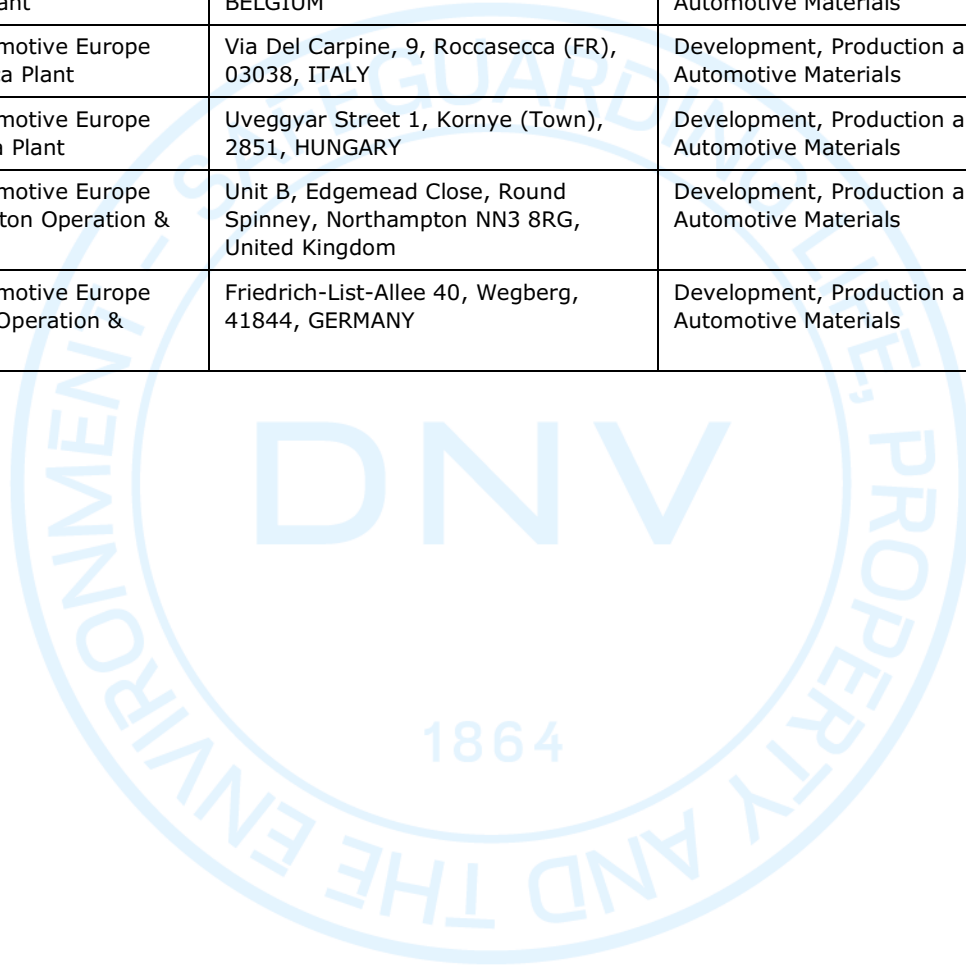 ant
BELGIUM
Automotive Materials
motive Europe
a Plant
Via Del Carpine, 9, Roccasecca (FR),
03038, ITALY
Development, Production a
Automotive Materials
motive Europe
a Plant
Uveggyar Street 1, Kornye (Town),
2851, HUNGARY
Development, Production a
Automotive Materials
motive Europe
ton Operation &
Unit B, Edgemead Close, Round
Spinney, Northampton NN3 8RG,
United Kingdom
Development, Production a
Automotive Materials
motive Europe
Operation &
Friedrich-List-Allee 40, Wegberg,
41844, GERMANY
Development, Production a
Automotive Materials
SAFEGUARDING LIFE, PROPERTY AND THE ENVIRONMENT –
DNV
1864